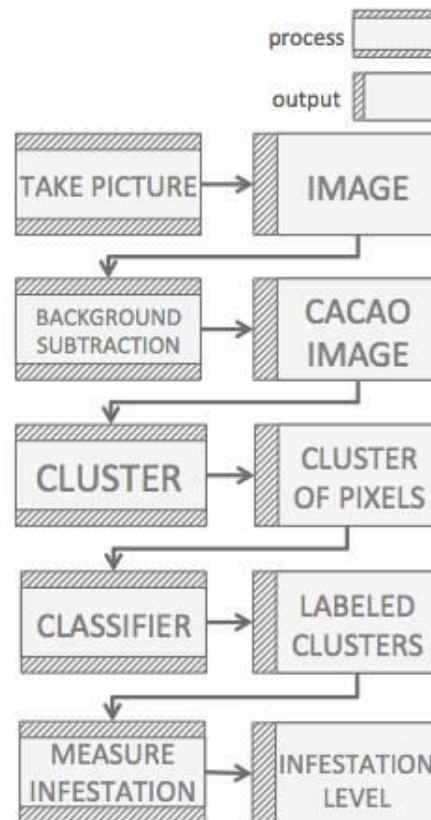 process
output
TAKE PICTURE
IMAGE
BACKGROUND
SUBTRACTION
CACAO
IMAGE
CLUSTER
CLUSTER
OF PIXELS
CLASSIFIER
LABELED
CLUSTERS
MEASURE
INFESTATION
INFESTATION
LEVEL